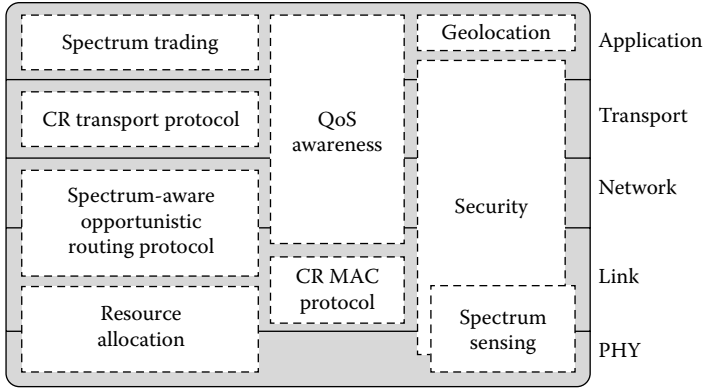 Spectrum trading
Geolocation
Application
CR transport protocol
QoS
awareness
Transport
Spectrum-aware
opportunistic
routing protocol
Security
Network
CR MAC
protocol
Link
Resource
allocation
Spectrum
sensing
PHY